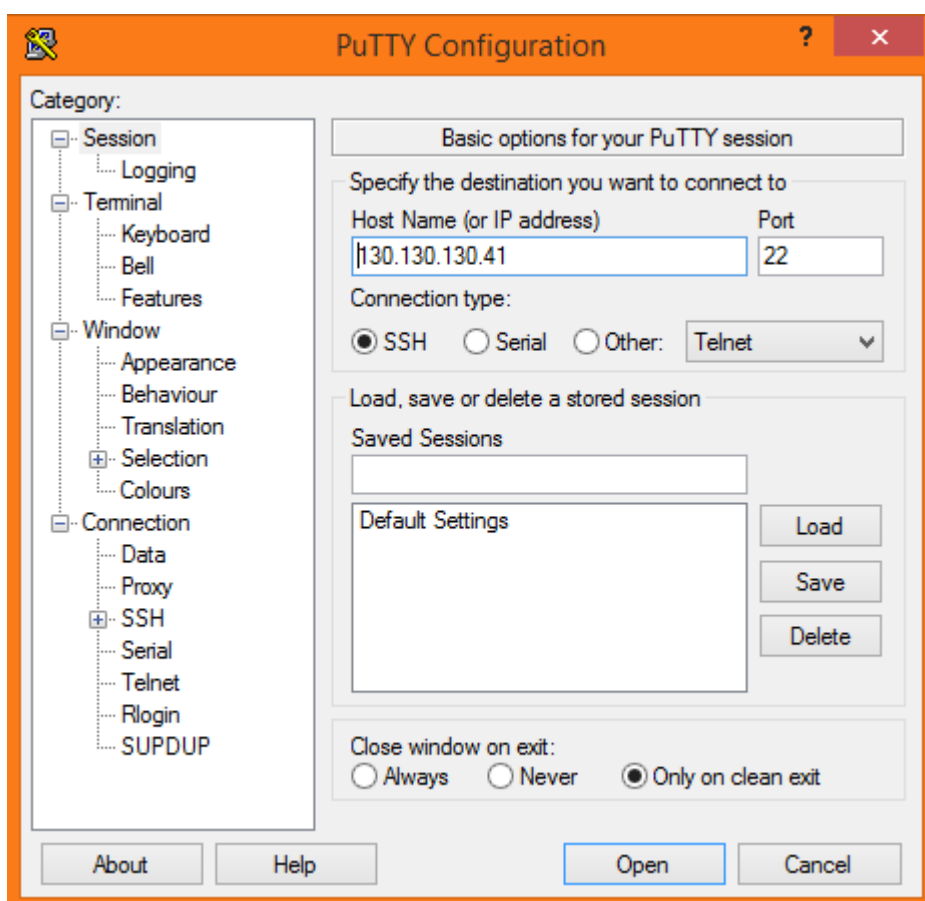 PuTTY Configuration ? ×
Category:
Session
Logging
Terminal
Keyboard
Bell
Features
Window
Appearance
Behaviour
Translation
Selection
Colours
Connection
Data
Proxy
SSH
Serial
Telnet
Rlogin
SUPDUP
Basic options for your PuTTY session
Specify the destination you want to connect to
Host Name (or IP address) Port
130.130.130.41 22
Connection type:
SSH Serial Other: Telnet
Load, save or delete a stored session
Saved Sessions
Default Settings
Load
Save
Delete
Close window on exit:
Always Never Only on clean exit
About Help Open Cancel